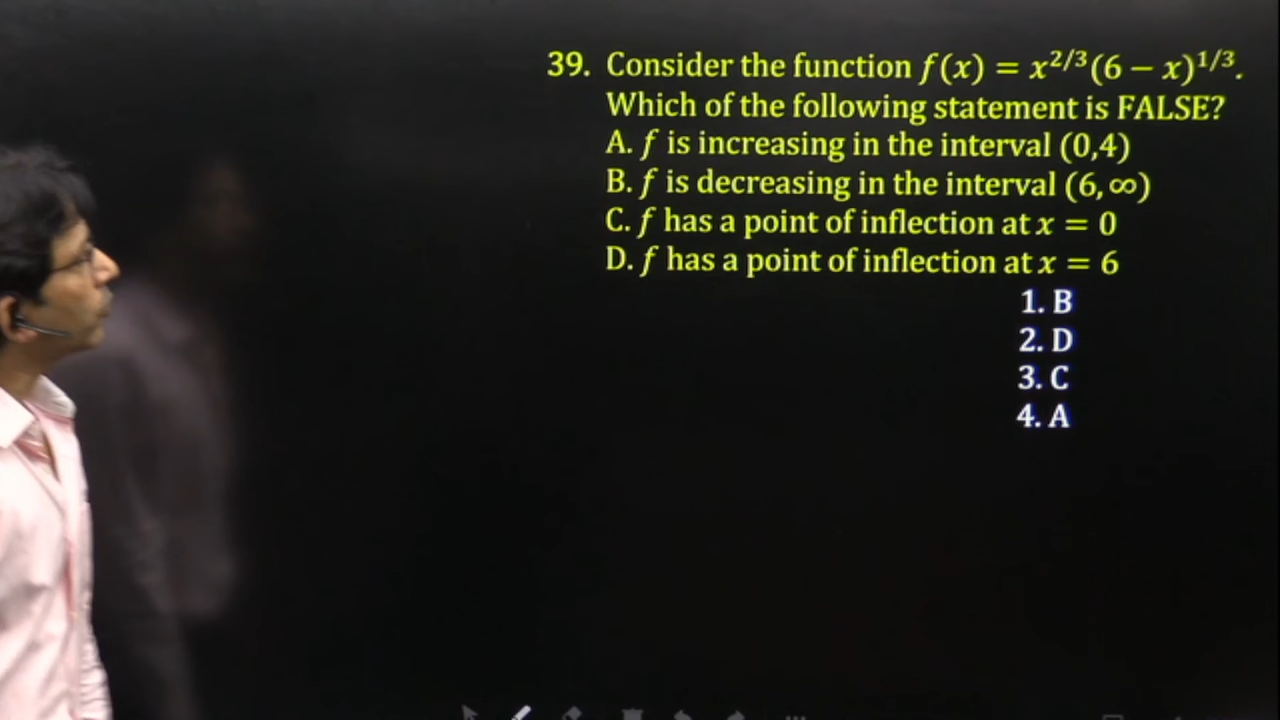 39. Consider the function f(x) = x^{2/3}(6 − x)^{1/3}.
Which of the following statement is FALSE?
A. f is increasing in the interval (0,4)
B. f is decreasing in the interval (6, ∞)
C. f has a point of inflection at x = 0
D. f has a point of inflection at x = 6
1. B
2. D
3. C
4. A